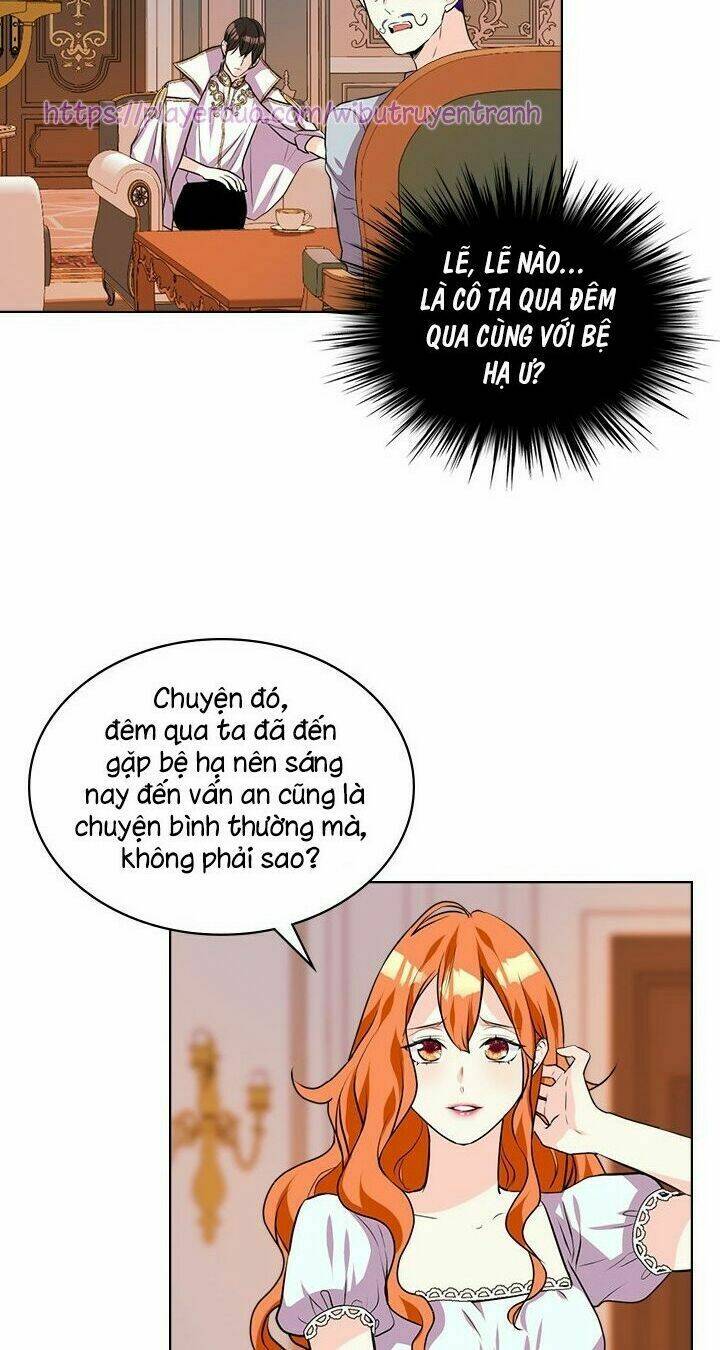 https://playerduo.com/wibutruyentranh
LẼ, LẼ NÀO...
LÀ CÔ TA QUA ĐÊM
QUA CÙNG VỚI BỆ
HẠ Ư?
Chuyện đó,
đêm qua ta đã đến
gặp bệ hạ nên sáng
nay đến vấn an cũng là
chuyện bình thường mà,
không phải sao?